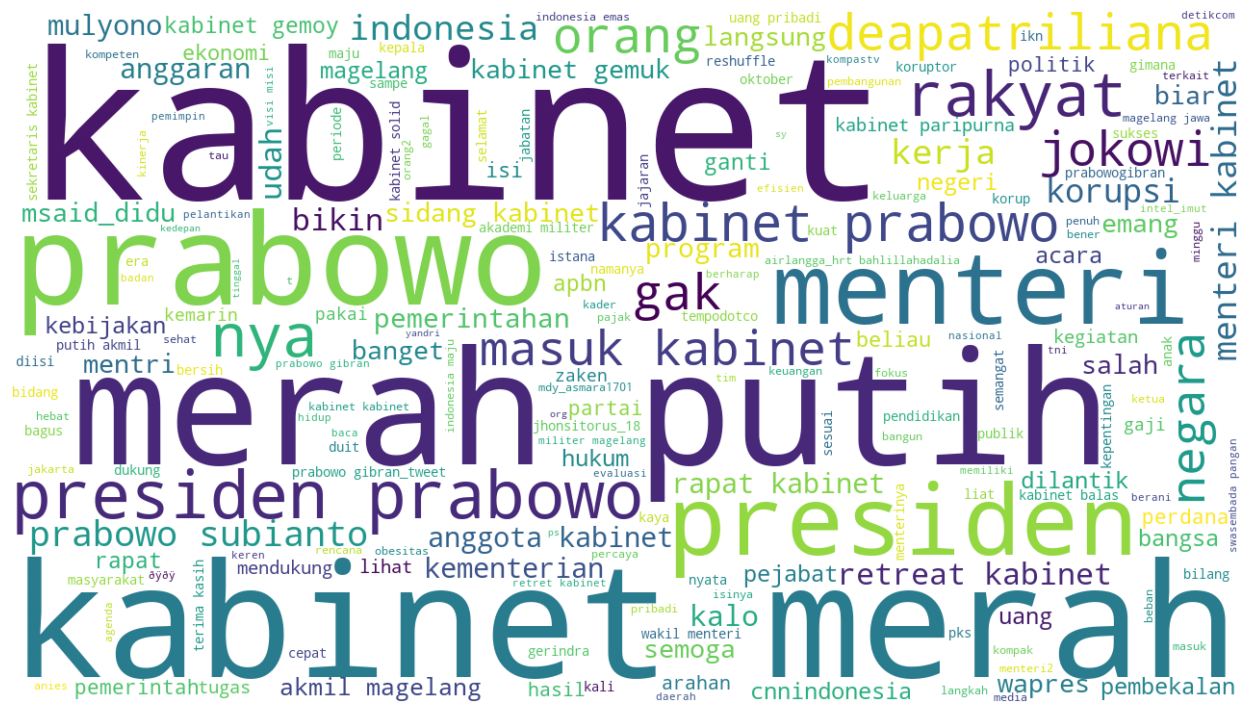 mulyono
kabinet gemoy
indonesia
indonesia emas
orang
uang pribadi
langsung
deapatriliana
detikcom
ikn
kompeten
ekonomi
maju
kepala
anggaran
magelang
sampe
kabinet gemuk
reshuffle
kompastv
oktober
pembangunan
koruptor
politik
gimana
terkait
biar
magelang jawa
sekretaris kabinet
kabinet
visi misi
udah
pemimpin
kinerja
tau
periode
kabinet solid
orang2
gagal
selamat
isi
jabatan
rakyat
kabinet paripurna
sukses
jokowi
sy
ganti
kerja
prabowogibran
negeri
efisien
jajaran
korupsi
keluarga
korup
menteri kabinet
msaid_didu
pelantikan
kedepan
bikin
sidang kabinet
akademi militer
kabinet prabowo
kuat
penuh
bener
intel_imut
emang
minggu
prabowo
era
badan
tinggal
t
istana
program
airlangga_hrt bahlillahadalia
acara
namanya
berharap
apbn
menteri
kemarin
pakai
kader
gak
aturan
kebijakan
nya
pemerintahan
pajak
tempodotco
putih akmil
sehat
yandri
nasional
beliau
kegiatan
diisi
mentri
banget
masuk kabinet
tni
salah
anak
negara
bersih
prabowo gibran
indonesia maju
zaken
keuangan
fokus
semangat
bidang
merah putih
mdy_asmara1701
tim
hebat
bagus
kabinet kabinet
hidup
baca
duit
partai
org
jhonsitorus_18
militer magelang
sesuai
pendidikan
bangun
publik
ketua
gaji
kepentingan
hukum
jakarta
dukung
prabowo gibran_tweet
evaluasi
rapat kabinet
memiliki
liat
dilantik
kabinet balas
berani
swasembada pangan
presiden prabowo
kaya
presiden
menterinya
perdana
bangsa
prabowo subianto
anggota kabinet
ps
rapat
keren
rencana
obesitas
percaya
mendukung
lihat
kementerian
masyarakat
ðÿðÿ
terima kasih
retret kabinet
nyata
pejabat
retreat kabinet
bilang
kabinet merah
isinya
pribadi
kalo
uang
agenda
beban
wakil menteri
pks
masuk
cepat
gerindra
semoga
kompak
menteri2
anies
pemerintah
tugas
akmil magelang
hasil
kali
arahan
daerah
cnnindonesia
langkah
media
wapres
pembekalan